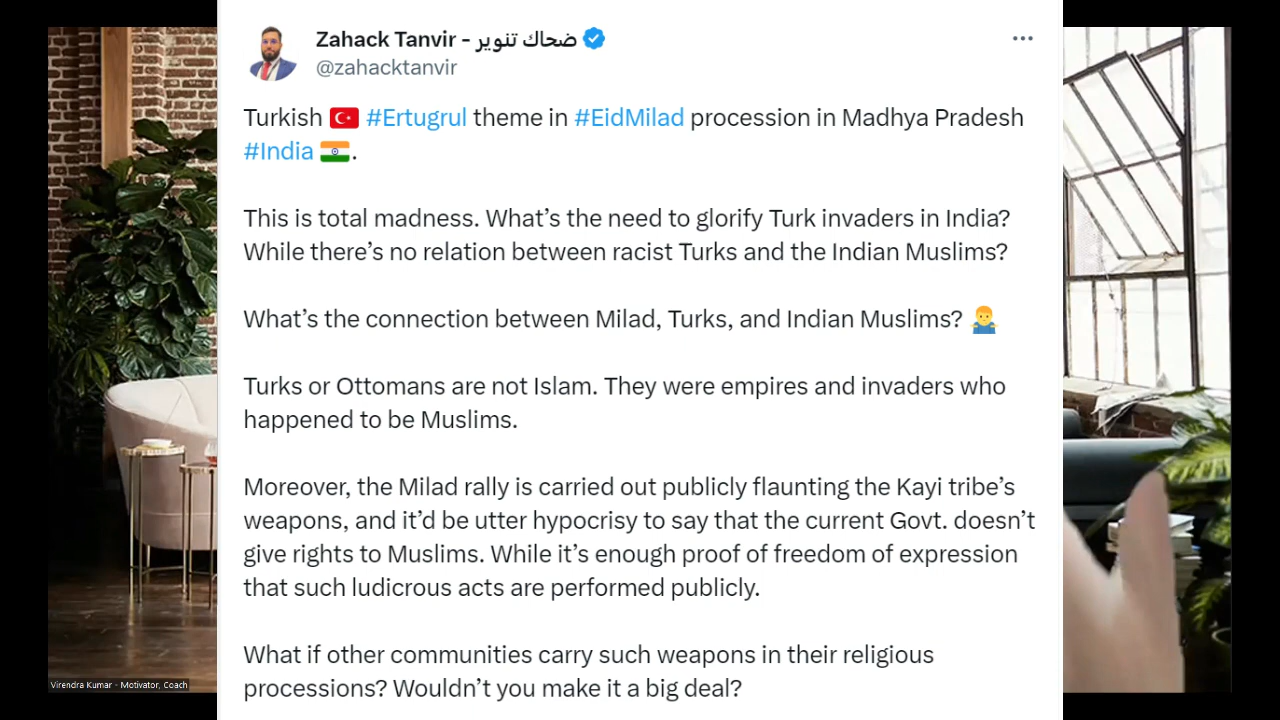 Zahack Tanvir - ضحاك تنوير
@zahacktanvir
Turkish 🇹🇷 #Ertugrul theme in #EidMilad procession in Madhya Pradesh
#India 🇮🇳.
This is total madness. What’s the need to glorify Turk invaders in India?
While there’s no relation between racist Turks and the Indian Muslims?
What’s the connection between Milad, Turks, and Indian Muslims? 🤷‍♂️
Turks or Ottomans are not Islam. They were empires and invaders who
happened to be Muslims.
Moreover, the Milad rally is carried out publicly flaunting the Kayi tribe’s
weapons, and it’d be utter hypocrisy to say that the current Govt. doesn’t
give rights to Muslims. While it’s enough proof of freedom of expression
that such ludicrous acts are performed publicly.
What if other communities carry such weapons in their religious
processions? Wouldn’t you make it a big deal?
Virendra Kumar - Motivator, Coach